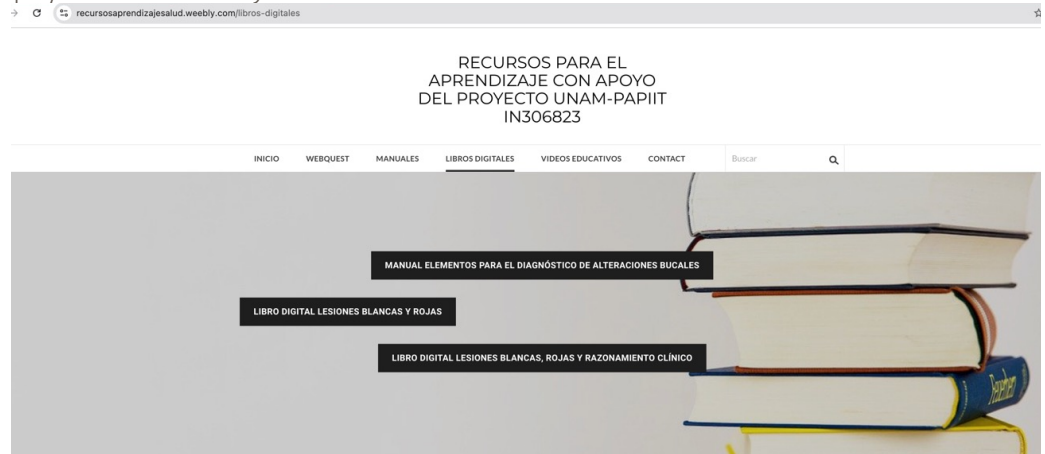 recursosaprendizajesalud.weebly.com/libros-digitales
RECURSOS PARA EL
APRENDIZAJE CON APOYO
DEL PROYECTO UNAM-PAPIIT
IN306823
INICIO WEBQUEST MANUALES LIBROS DIGITALES VIDEOS EDUCATIVOS CONTACT Buscar
MANUAL ELEMENTOS PARA EL DIAGNÓSTICO DE ALTERACIONES BUCALES
LIBRO DIGITAL LESIONES BLANCAS Y ROJAS
LIBRO DIGITAL LESIONES BLANCAS, ROJAS Y RAZONAMIENTO CLÍNICO